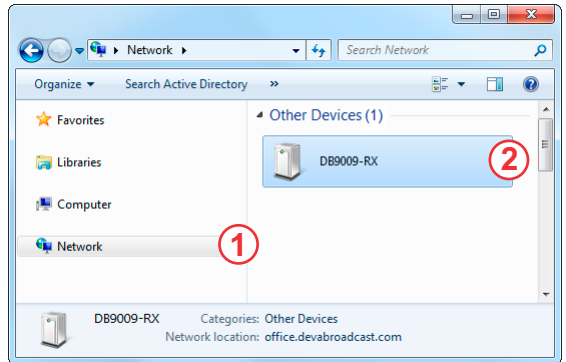 Network
Search Network
Organize
Search Active Directory
»
Favorites
Libraries
Computer
Network
1
Other Devices (1)
DB9009-RX
2
DB9009-RX Categories: Other Devices
Network location: office.devabroadcast.com